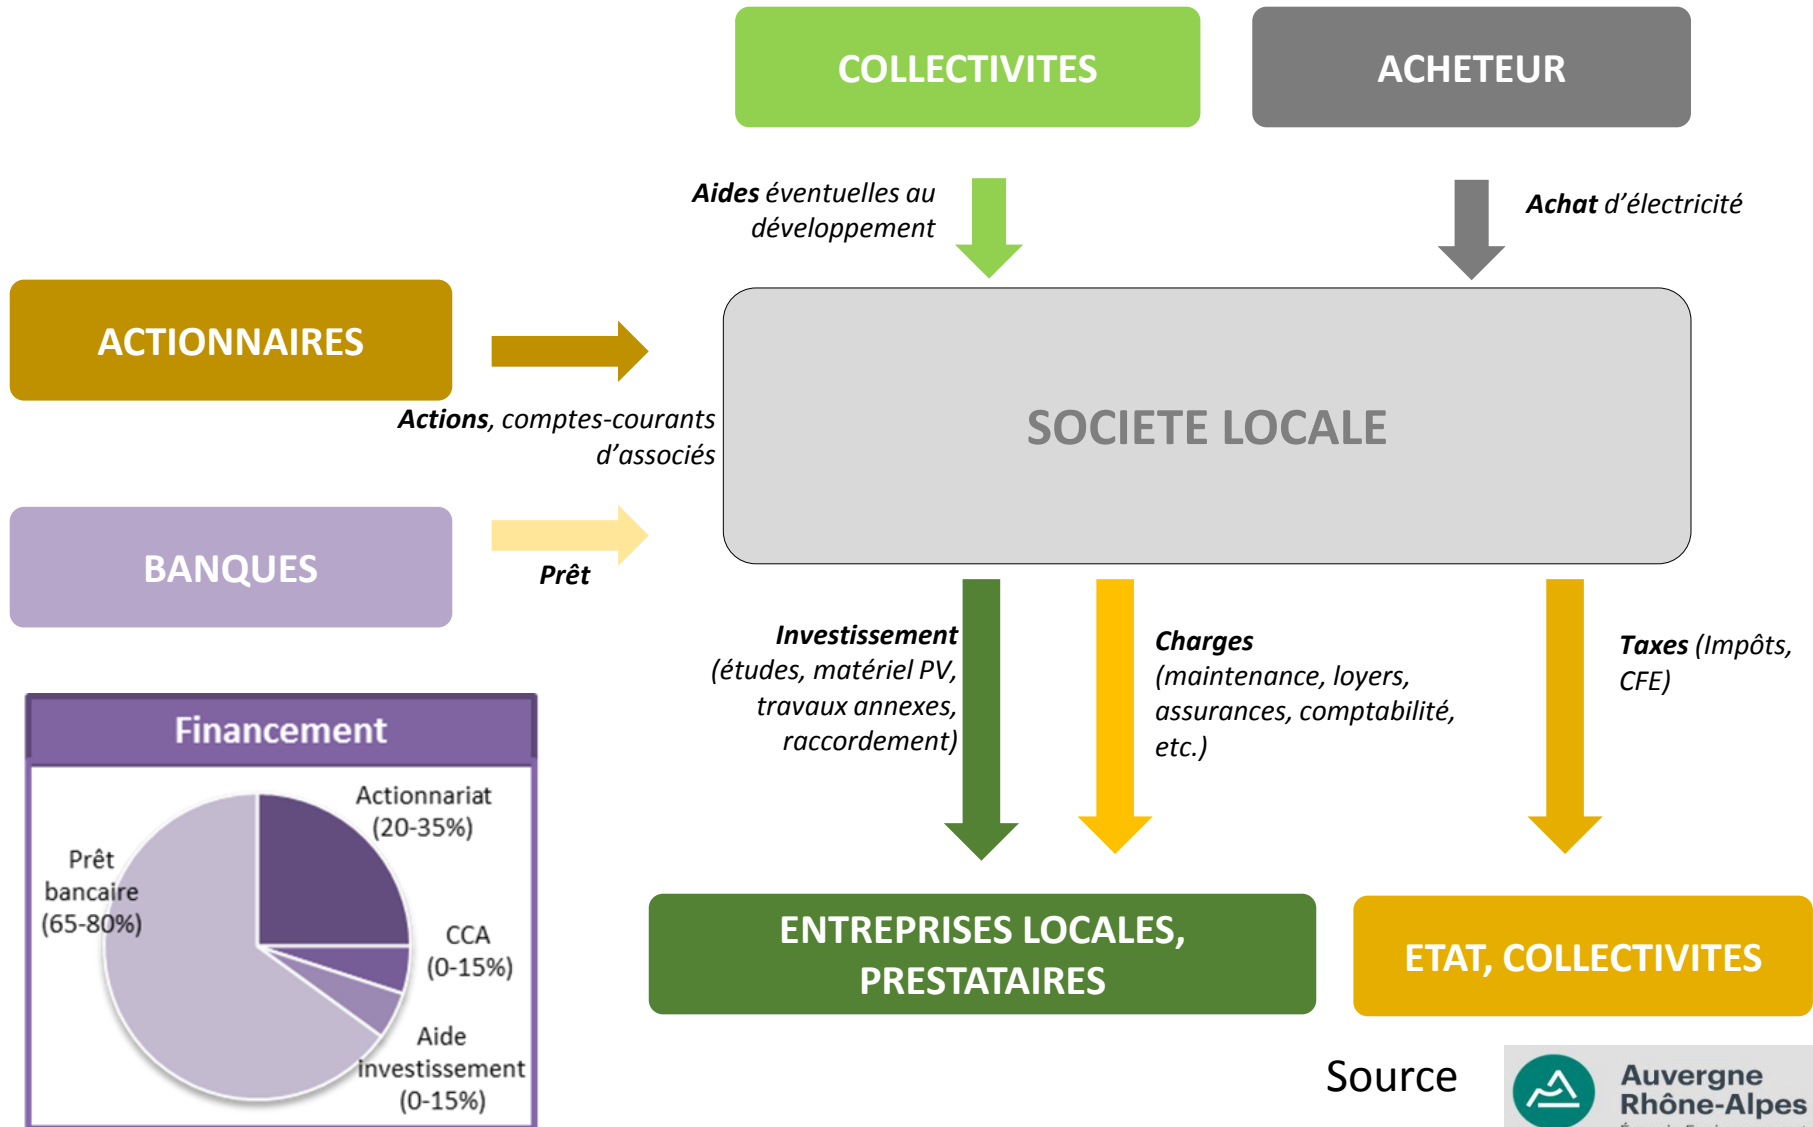 COLLECTIVITES
ACHETEUR
Aides éventuelles au
développement
Achat d’électricité
ACTIONNAIRES
Actions, comptes-courants
d’associés
SOCIETE LOCALE
BANQUES
Prêt
Investissement
(études, matériel PV,
travaux annexes,
raccordement)
Charges
(maintenance, loyers,
assurances, comptabilité,
etc.)
Taxes (Impôts,
CFE)
Financement
Actionnariat
(20-35%)
Prêt
bancaire
(65-80%)
CCA
(0-15%)
Aide
investissement
(0-15%)
ENTREPRISES LOCALES,
PRESTATAIRES
ETAT, COLLECTIVITES
Source
Auvergne
Rhône-Alpes